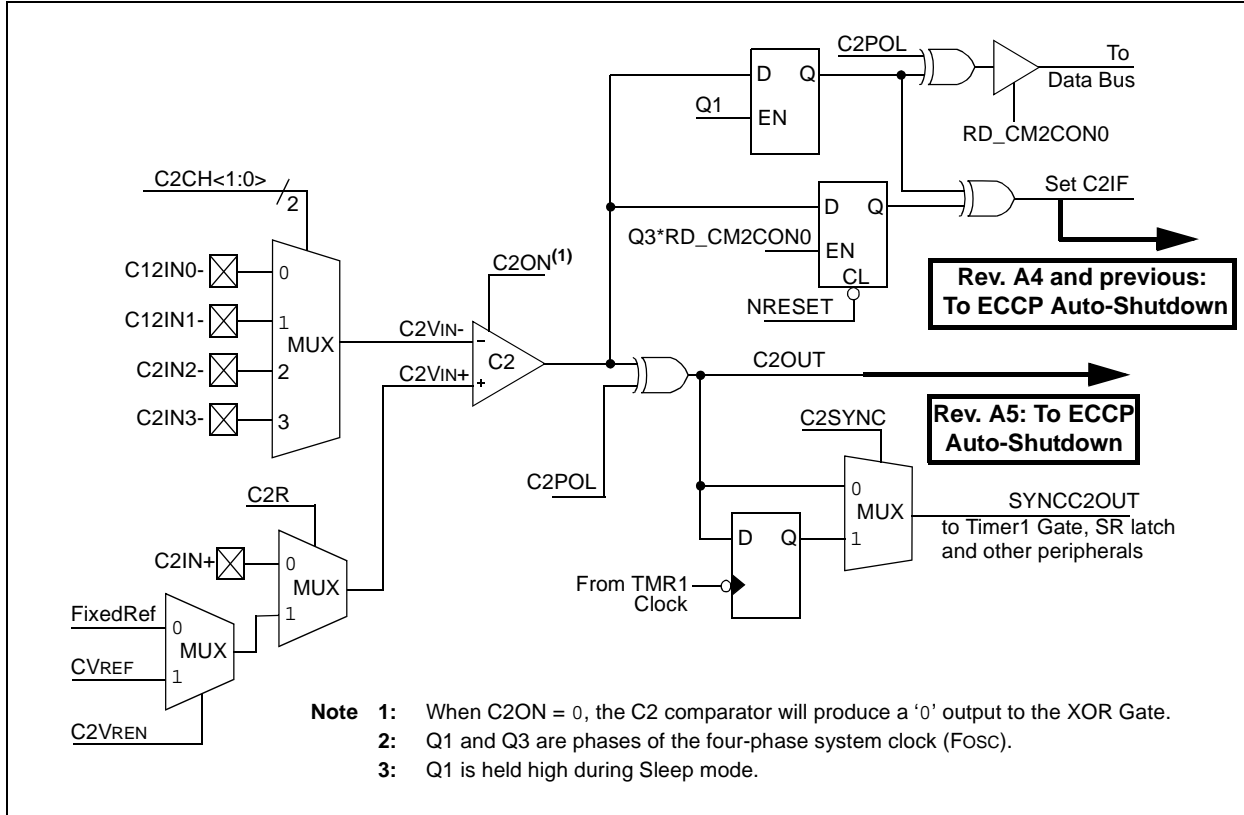 C2POL
To
Data Bus
D Q
Q1
EN
RD_CM2CON0
C2CH<1:0>
2
D Q
Set C2IF
Q3*RD_CM2CON0
EN
CL
NRESET
C2ON(1)
Rev. A4 and previous:
To ECCP Auto-Shutdown
C12IN0-
0
C12IN1-
1
MUX
C2IN2-
2
C2IN3-
3
C2VIN-
C2VIN+
-
C2
+
C2OUT
Rev. A5: To ECCP
Auto-Shutdown
C2POL
C2SYNC
0
MUX
1
SYNCC2OUT
to Timer1 Gate, SR latch
and other peripherals
D Q
From TMR1
Clock
C2R
C2IN+
0
MUX
1
FixedRef
0
MUX
CVREF
1
C2VREN
Note 1: When C2ON = 0, the C2 comparator will produce a ‘0’ output to the XOR Gate.
2: Q1 and Q3 are phases of the four-phase system clock (FOSC).
3: Q1 is held high during Sleep mode.